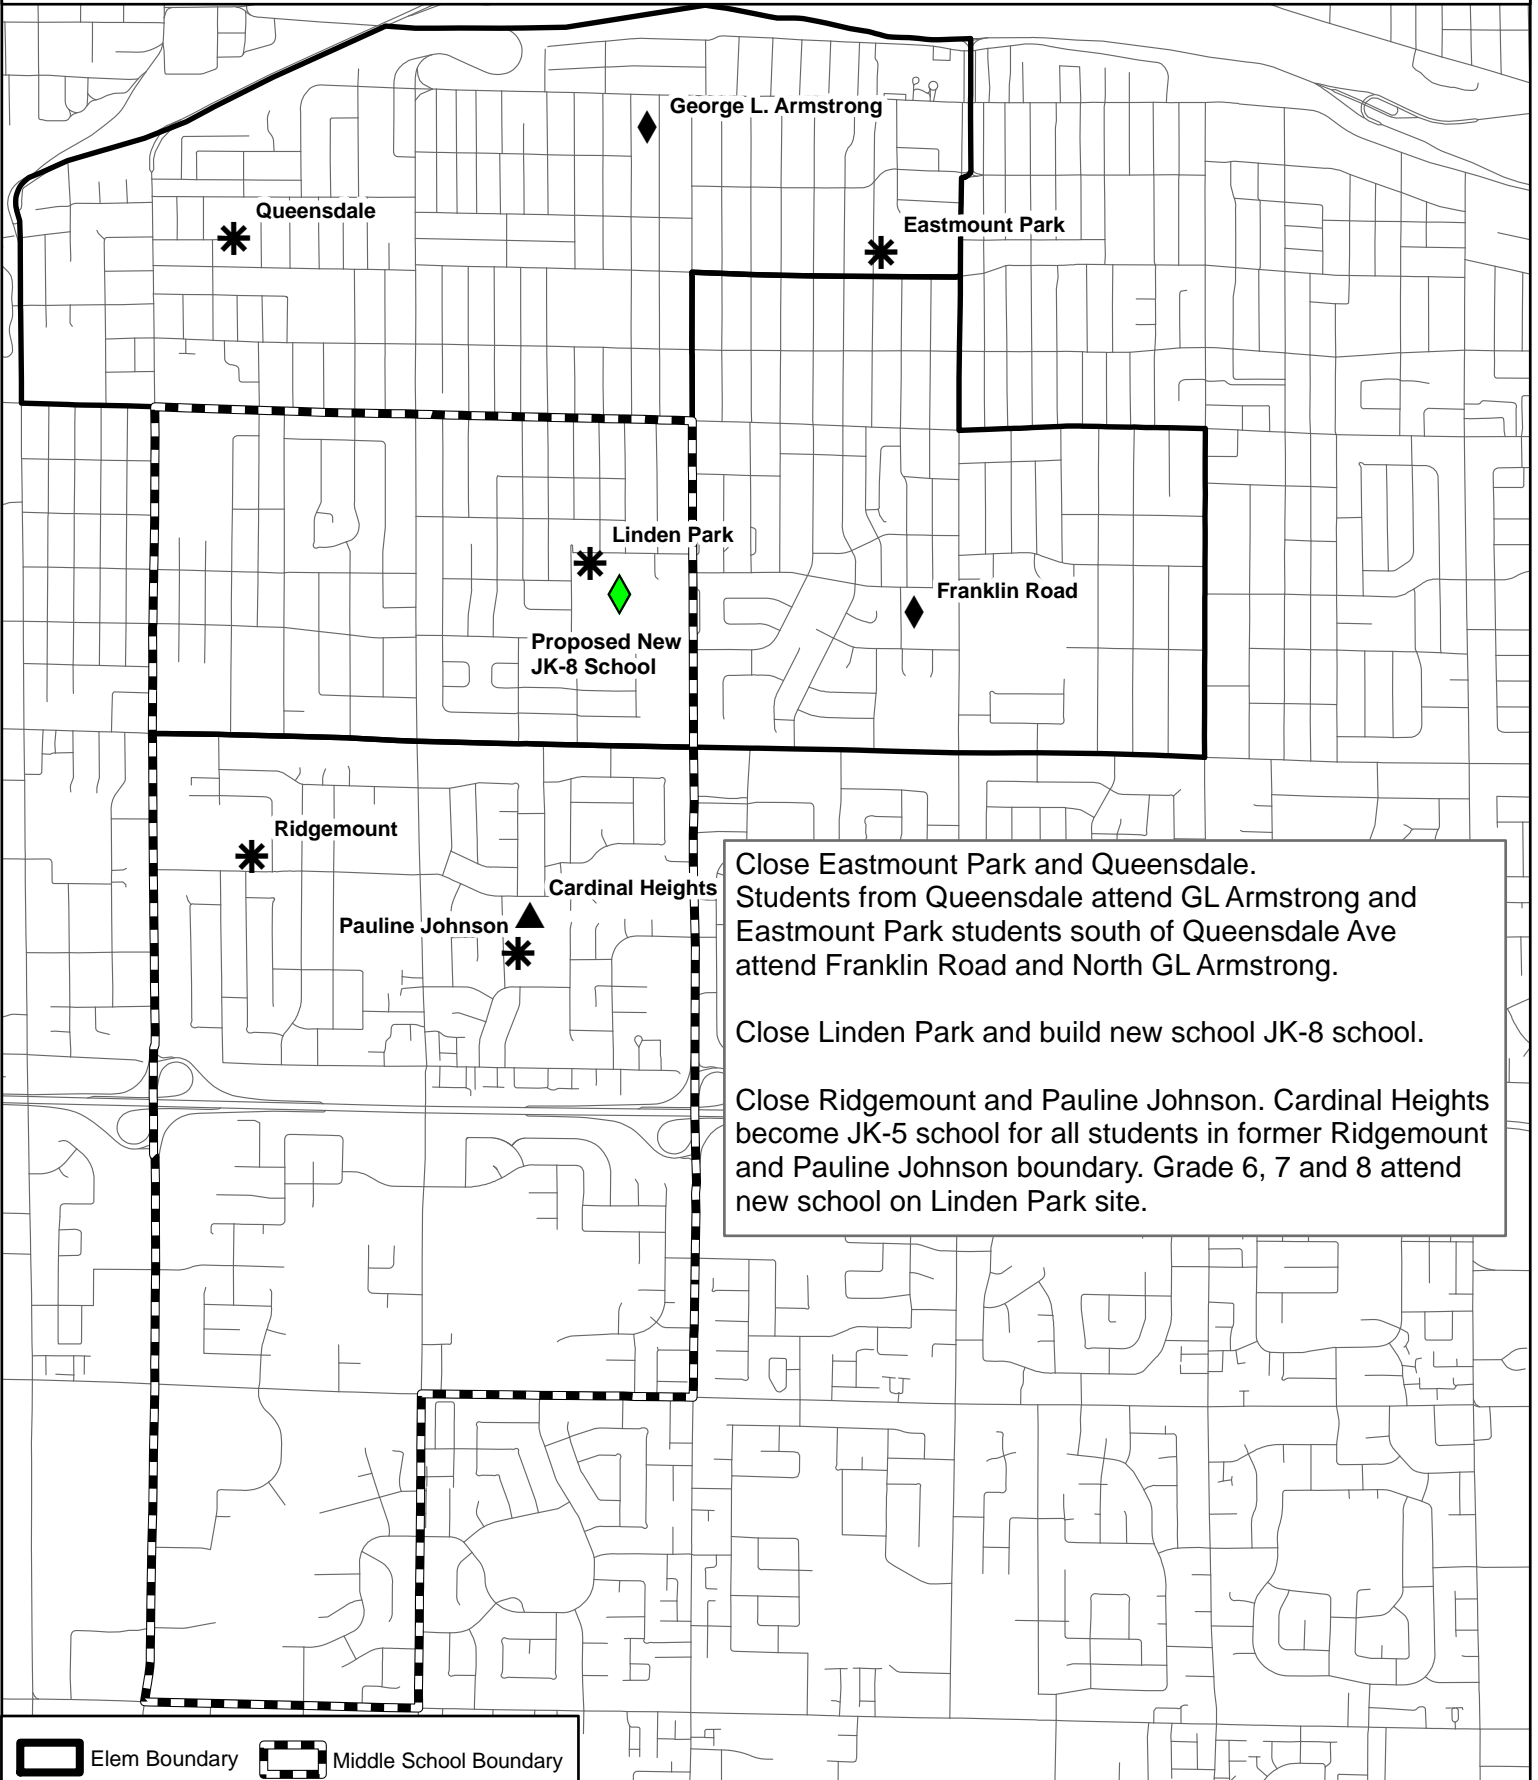 George L. Armstrong
Queensdale
Eastmount Park
Linden Park
Franklin Road
Proposed New
JK-8 School
Ridgemount
Cardinal Heights
Pauline Johnson
Close Eastmount Park and Queensdale.
Students from Queensdale attend GL Armstrong and
Eastmount Park students south of Queensdale Ave
attend Franklin Road and North GL Armstrong.
Close Linden Park and build new school JK-8 school.
Close Ridgemount and Pauline Johnson. Cardinal Heights
become JK-5 school for all students in former Ridgemount
and Pauline Johnson boundary. Grade 6, 7 and 8 attend
new school on Linden Park site.
Elem Boundary
Middle School Boundary